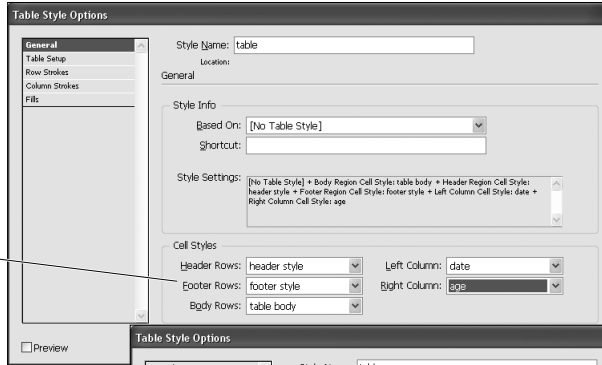 Table Style Options
General
Table Setup
Row Strokes
Column Strokes
Fills
Style Name: table
Location:
General
Style Info
Based On: [No Table Style]
Shortcut:
Style Settings: [No Table Style] + Body Region Cell Style: table body + Header Region Cell Style:
header style + Footer Region Cell Style: footer style + Left Column Cell Style: date +
Right Column Cell Style: age
Cell Styles
Header Rows: header style Left Column: date
Footer Rows: footer style Right Column: age
Body Rows: table body
Preview
Table Style Options